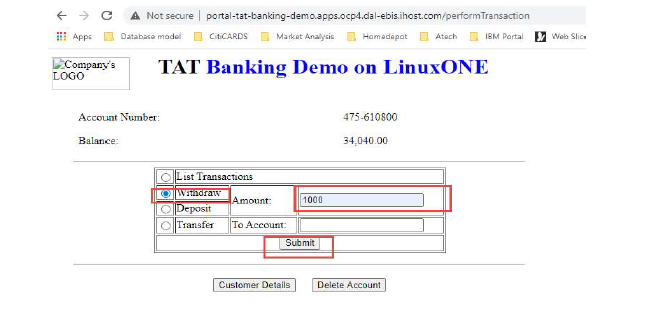 Not secure | portal-tat-banking-demo.apps.ocp4.dal-ebis.ihost.com/performTransaction
Apps Database model CitiCARDS Market Analysis Homedepot Atech IBM Portal Web Slice
Company's LOGO
TAT Banking Demo on LinuxONE
Account Number: 475-610800
Balance: 34,040.00
List Transactions
Withdraw Amount: 1000
Deposit
Transfer To Account:
Submit
Customer Details Delete Account